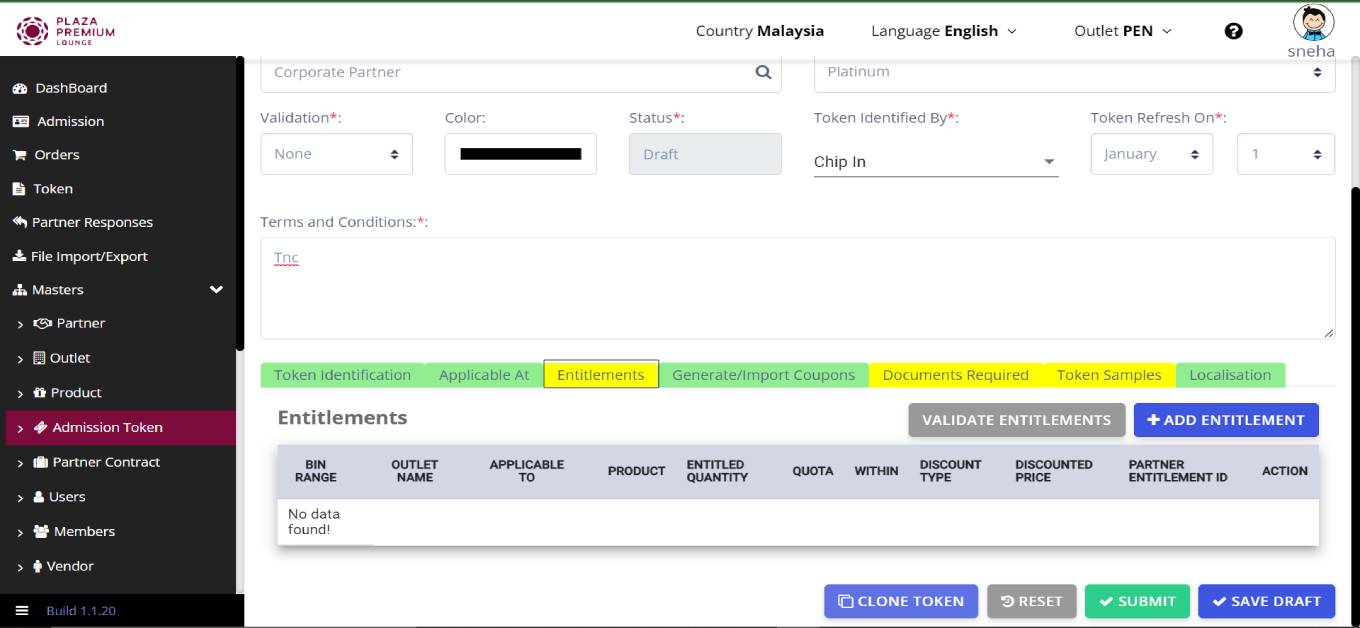 PLAZA
PREMIUM
LOUNGE
Country Malaysia
Language English
Outlet PEN
sneha
DashBoard
Admission
Orders
Token
Partner Responses
File Import/Export
Masters
Partner
Outlet
Product
Admission Token
Partner Contract
Users
Members
Vendor
Build 1.1.20
Corporate Partner
Platinum
Validation*:
Color:
Status*:
Token Identified By*:
Token Refresh On*:
None
Draft
Chip In
January
1
Terms and Conditions:*:
Tnc
Token Identification
Applicable At
Entitlements
Generate/Import Coupons
Documents Required
Token Samples
Localisation
Entitlements
VALIDATE ENTITLEMENTS
ADD ENTITLEMENT
BIN
RANGE
OUTLET
NAME
APPLICABLE
TO
PRODUCT
ENTITLED
QUANTITY
QUOTA
WITHIN
DISCOUNT
TYPE
DISCOUNTED
PRICE
PARTNER
ENTITLEMENT ID
ACTION
No data
found!
CLONE TOKEN
RESET
SUBMIT
SAVE DRAFT